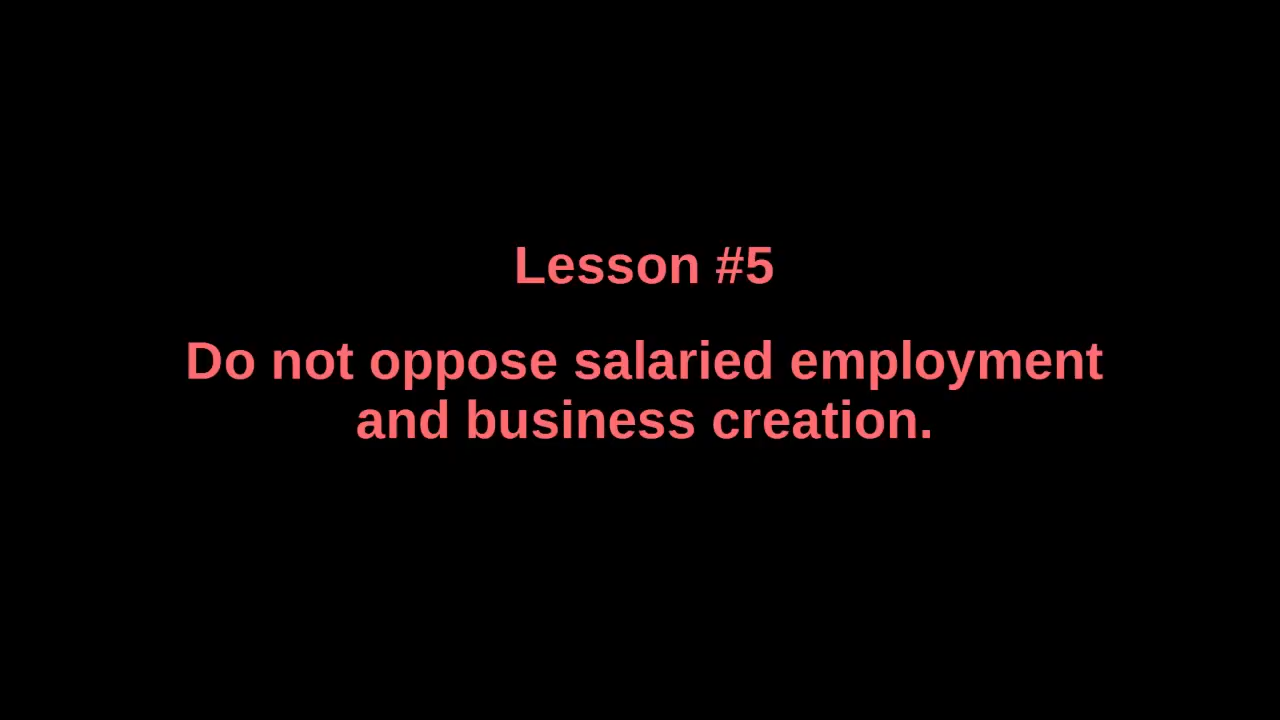 Lesson #5
Do not oppose salaried employment
and business creation.